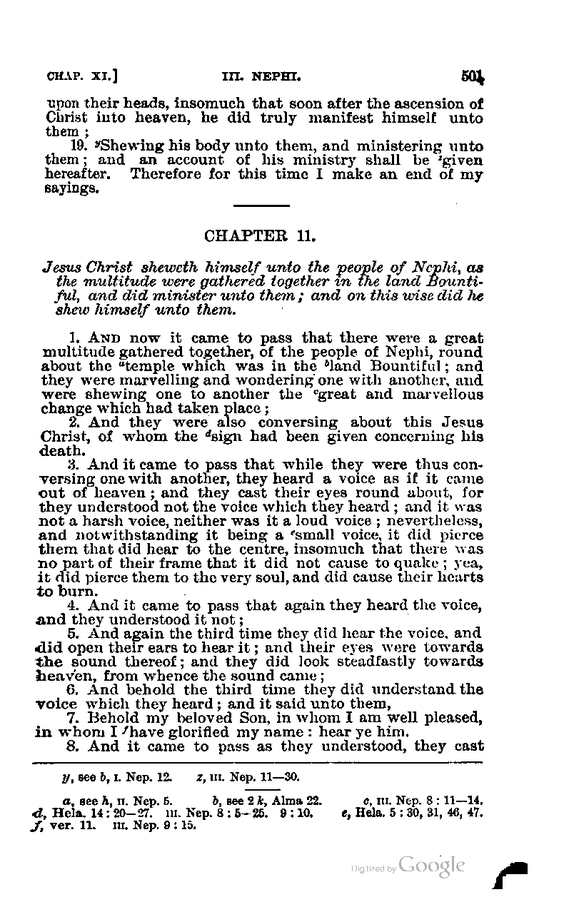 CHAP. XI.] III. NEPHI. 501
upon their heads, insomuch that soon after the ascension of
Christ into heaven, he did truly manifest himself unto
them ;
19. ʸShewing his body unto them, and ministering unto
them ; and an account of his ministry shall be ᶻgiven
hereafter. Therefore for this time I make an end of my
sayings.
CHAPTER 11.
Jesus Christ sheweth himself unto the people of Nephi, as
the multitude were gathered together in the land Bounti-
ful, and did minister unto them ; and on this wise did he
shew himself unto them.
1. AND now it came to pass that there were a great
multitude gathered together, of the people of Nephi, round
about the ᵃtemple which was in the ᵇland Bountiful ; and
they were marvelling and wondering one with another, and
were shewing one to another the ᶜgreat and marvellous
change which had taken place ;
2. And they were also conversing about this Jesus
Christ, of whom the ᵈsign had been given concerning his
death.
3. And it came to pass that while they were thus con-
versing one with another, they heard a voice as if it came
out of heaven ; and they cast their eyes round about, for
they understood not the voice which they heard ; and it was
not a harsh voice, neither was it a loud voice ; nevertheless,
and notwithstanding it being a ᵉsmall voice, it did pierce
them that did hear to the centre, insomuch that there was
no part of their frame that it did not cause to quake ; yea,
it did pierce them to the very soul, and did cause their hearts
to burn.
4. And it came to pass that again they heard the voice,
and they understood it not ;
5. And again the third time they did hear the voice, and
did open their ears to hear it ; and their eyes were towards
the sound thereof ; and they did look steadfastly towards
heaven, from whence the sound came ;
6. And behold the third time they did understand the
voice which they heard ; and it said unto them,
7. Behold my beloved Son, in whom I am well pleased,
in whom I ᶠhave glorified my name : hear ye him.
8. And it came to pass as they understood, they cast
y, see b, I. Nep. 12. z, III. Nep. 11—30.
a, see h, II. Nep. 5. b, see 2 k, Alma 22. c, III. Nep. 8 : 11—14.
d, Hela. 14 : 20—27. III. Nep. 8 : 5—25. 9 : 10. e, Hela. 5 : 30, 31, 46, 47.
f, ver. 11. III. Nep. 9 : 15.
Digitized by Google